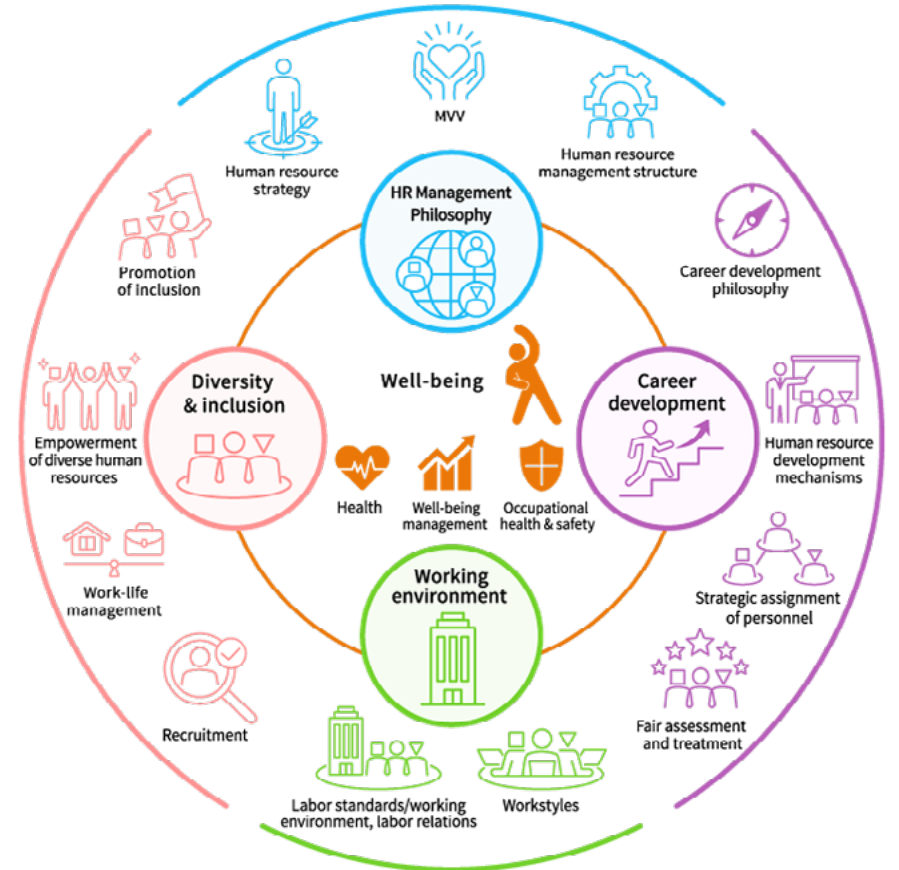 MVV
Human resource
strategy
Human resource
management structure
HR Management
Philosophy
Promotion
of inclusion
Career development
philosophy
Well-being
Diversity
& inclusion
Career
development
Empowerment
of diverse human
resources
Human resource
development
mechanisms
Health
Well-being
management
Occupational
health & safety
Working
environment
Work-life
management
Strategic assignment
of personnel
Recruitment
Fair assessment
and treatment
Labor standards/working
environment, labor relations
Workstyles